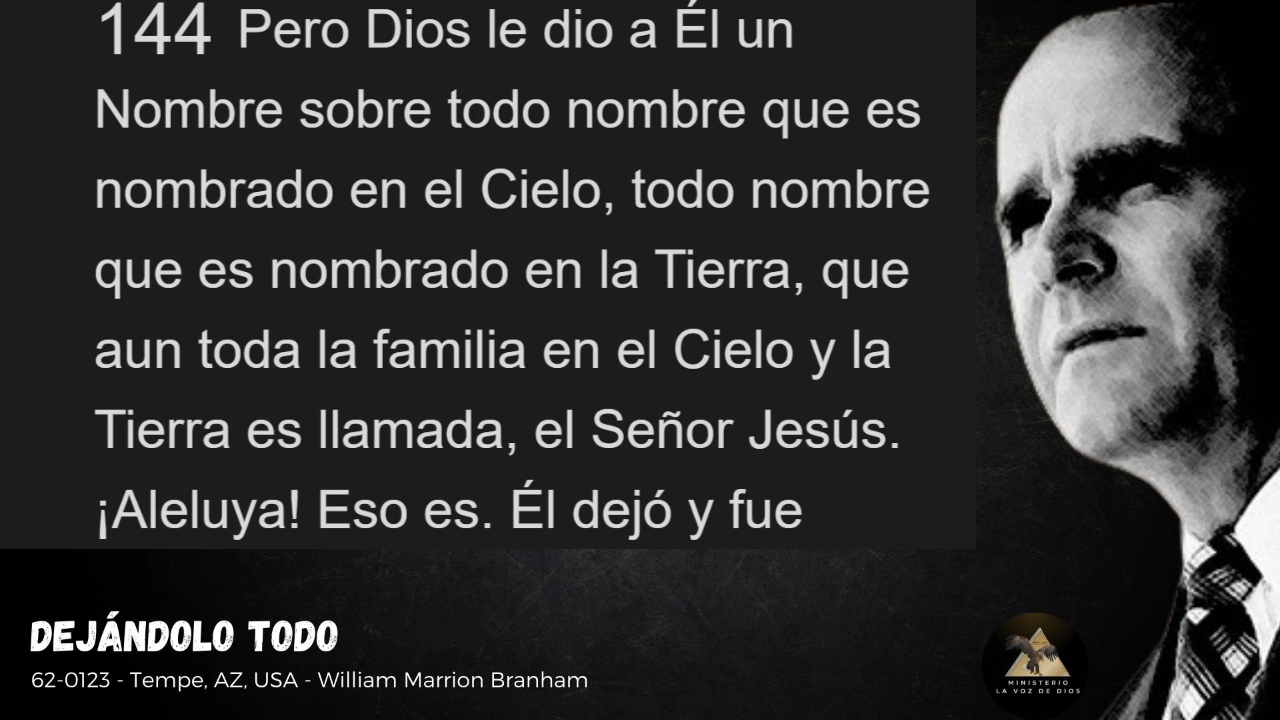 144 Pero Dios le dio a Él un
Nombre sobre todo nombre que es
nombrado en el Cielo, todo nombre
que es nombrado en la Tierra, que
aun toda la familia en el Cielo y la
Tierra es llamada, el Señor Jesús.
¡Aleluya! Eso es. Él dejó y fue
DEJÁNDOLO TODO
62-0123 - Tempe, AZ, USA - William Marrion Branham
MINISTERIO
LA VOZ DE DIOS